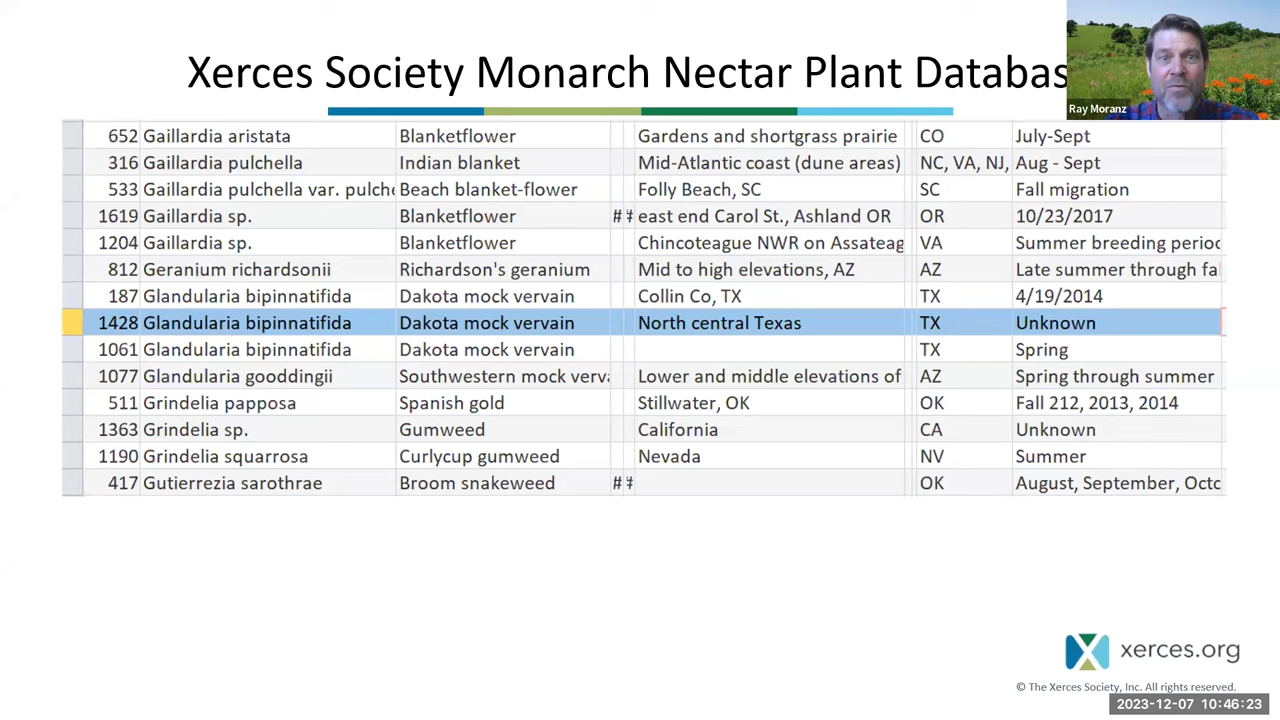 Xerces Society Monarch Nectar Plant Databas
Ray Moranz
652 Gaillardia aristata Blanketflower Gardens and shortgrass prairie CO July-Sept
316 Gaillardia pulchella Indian blanket Mid-Atlantic coast (dune areas) NC, VA, NJ, Aug - Sept
533 Gaillardia pulchella var. pulche Beach blanket-flower Folly Beach, SC SC Fall migration
1619 Gaillardia sp. Blanketflower # # east end Carol St., Ashland OR OR 10/23/2017
1204 Gaillardia sp. Blanketflower Chincoteague NWR on Assateag VA Summer breeding period
812 Geranium richardsonii Richardson's geranium Mid to high elevations, AZ AZ Late summer through fal
187 Glandularia bipinnatifida Dakota mock vervain Collin Co, TX TX 4/19/2014
1428 Glandularia bipinnatifida Dakota mock vervain North central Texas TX Unknown
1061 Glandularia bipinnatifida Dakota mock vervain TX Spring
1077 Glandularia gooddingii Southwestern mock verva Lower and middle elevations of AZ Spring through summer
511 Grindelia papposa Spanish gold Stillwater, OK OK Fall 212, 2013, 2014
1363 Grindelia sp. Gumweed California CA Unknown
1190 Grindelia squarrosa Curlycup gumweed Nevada NV Summer
417 Gutierrezia sarothrae Broom snakeweed # # OK August, September, Octo
xerces.org
© The Xerces Society, Inc. All rights reserved.
2023-12-07 10:46:23